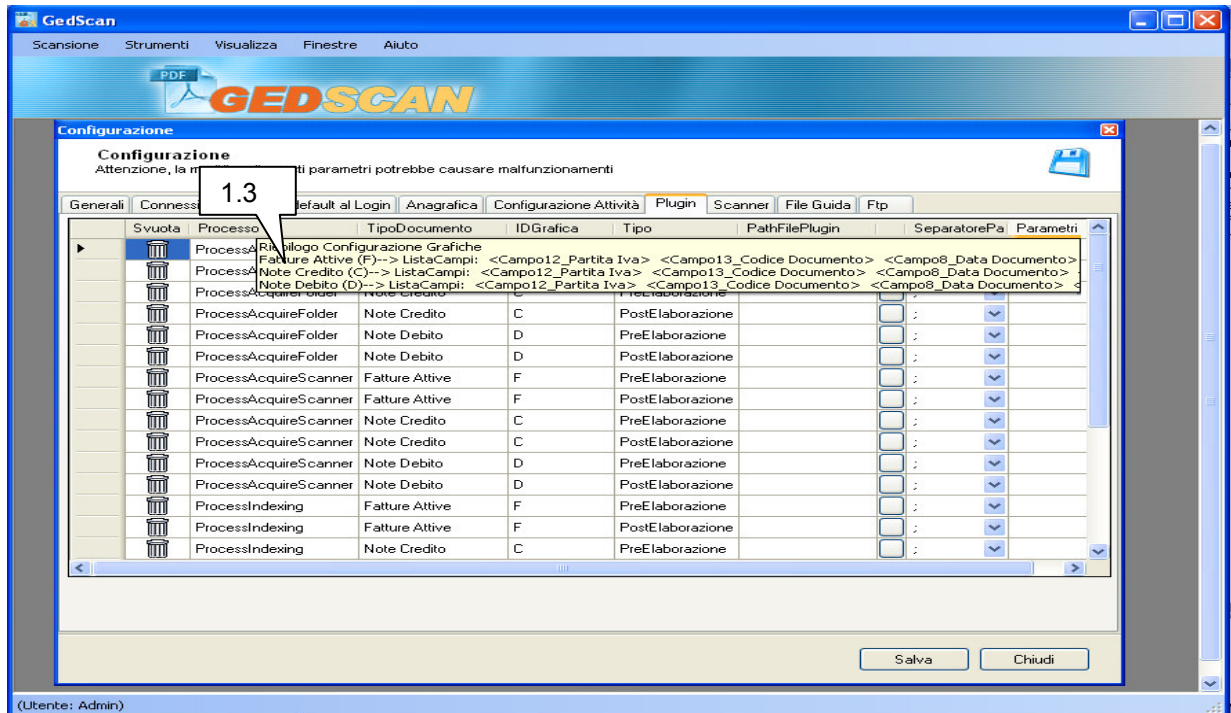 GedScan
Scansione Strumenti Visualizza Finestre Aiuto
PDF
GEDSCAN
Configurazione
Configurazione
Attenzione, la m ti parametri potrebbe causare malfunzionamenti
1.3
Generali Connessi default al Login Anagrafica Configurazione Attività Plugin Scanner File Guida Ftp
Svuota Processo TipoDocumento IDGrafica Tipo PathFilePlugin SeparatorePa Parametri
ProcessA Riepilogo Configurazione Grafiche
Fatture Attive (F)--> ListaCampi: <Campo12_Partita Iva> <Campo13_Codice Documento> <Campo8_Data Documento>
ProcessA Note Credito (C)--> ListaCampi: <Campo12_Partita Iva> <Campo13_Codice Documento> <Campo8_Data Documento>
Note Debito (D)--> ListaCampi: <Campo12_Partita Iva> <Campo13_Codice Documento> <Campo8_Data Documento> <
ProcessAcquireFolder Note Credito C PreElaborazione
ProcessAcquireFolder Note Credito C PostElaborazione ;
ProcessAcquireFolder Note Debito D PreElaborazione ;
ProcessAcquireFolder Note Debito D PostElaborazione ;
ProcessAcquireScanner Fatture Attive F PreElaborazione ;
ProcessAcquireScanner Fatture Attive F PostElaborazione ;
ProcessAcquireScanner Note Credito C PreElaborazione ;
ProcessAcquireScanner Note Credito C PostElaborazione ;
ProcessAcquireScanner Note Debito D PreElaborazione ;
ProcessAcquireScanner Note Debito D PostElaborazione ;
ProcessIndexing Fatture Attive F PreElaborazione ;
ProcessIndexing Fatture Attive F PostElaborazione ;
ProcessIndexing Note Credito C PreElaborazione ;
Salva Chiudi
(Utente: Admin)